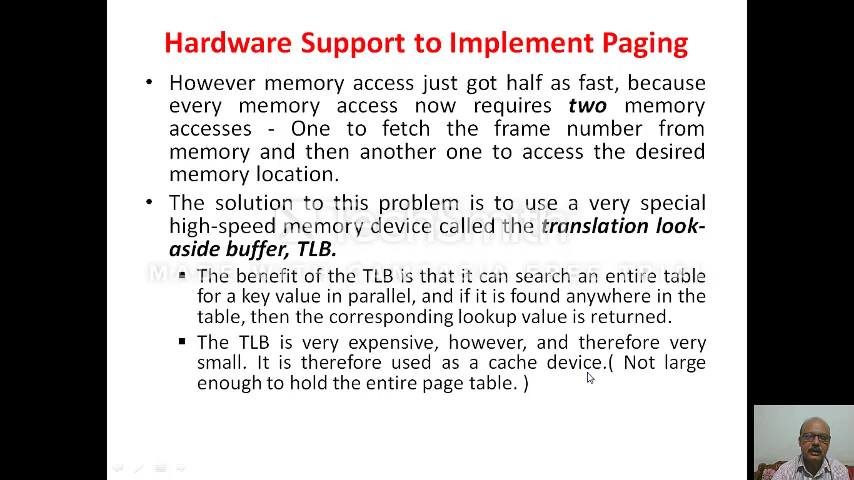 Hardware Support to Implement Paging
• However memory access just got half as fast, because
every memory access now requires two memory
accesses - One to fetch the frame number from
memory and then another one to access the desired
memory location.
• The solution to this problem is to use a very special
high-speed memory device called the translation look-
aside buffer, TLB.
▪ The benefit of the TLB is that it can search an entire table
for a key value in parallel, and if it is found anywhere in the
table, then the corresponding lookup value is returned.
▪ The TLB is very expensive, however, and therefore very
small. It is therefore used as a cache device.( Not large
enough to hold the entire page table. )
TechSmith